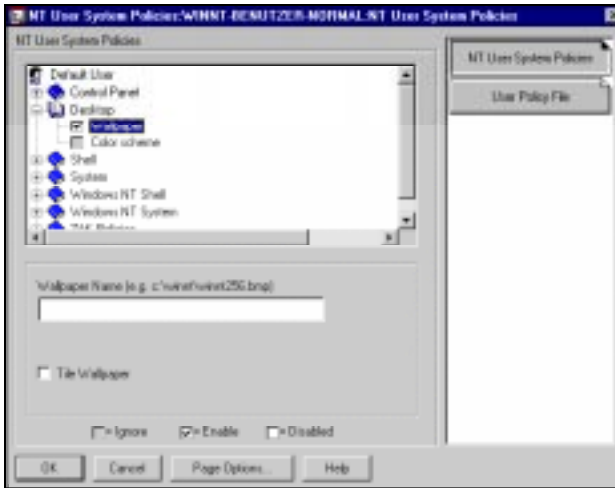 NT User System Policies:WINNT-BENUTZER-NORMAL:NT User System Policies
NT User System Policies
Default User
Control Panel
Desktop
Wallpaper
Color scheme
Shell
System
Windows NT Shell
Windows NT System
ZAK Policies
Wallpaper Name (e.g. c:\winnt\winnt256.bmp)
Tile Wallpaper
= Ignore
= Enable
= Disabled
OK
Cancel
Page Options...
Help
NT User System Policies
User Policy File